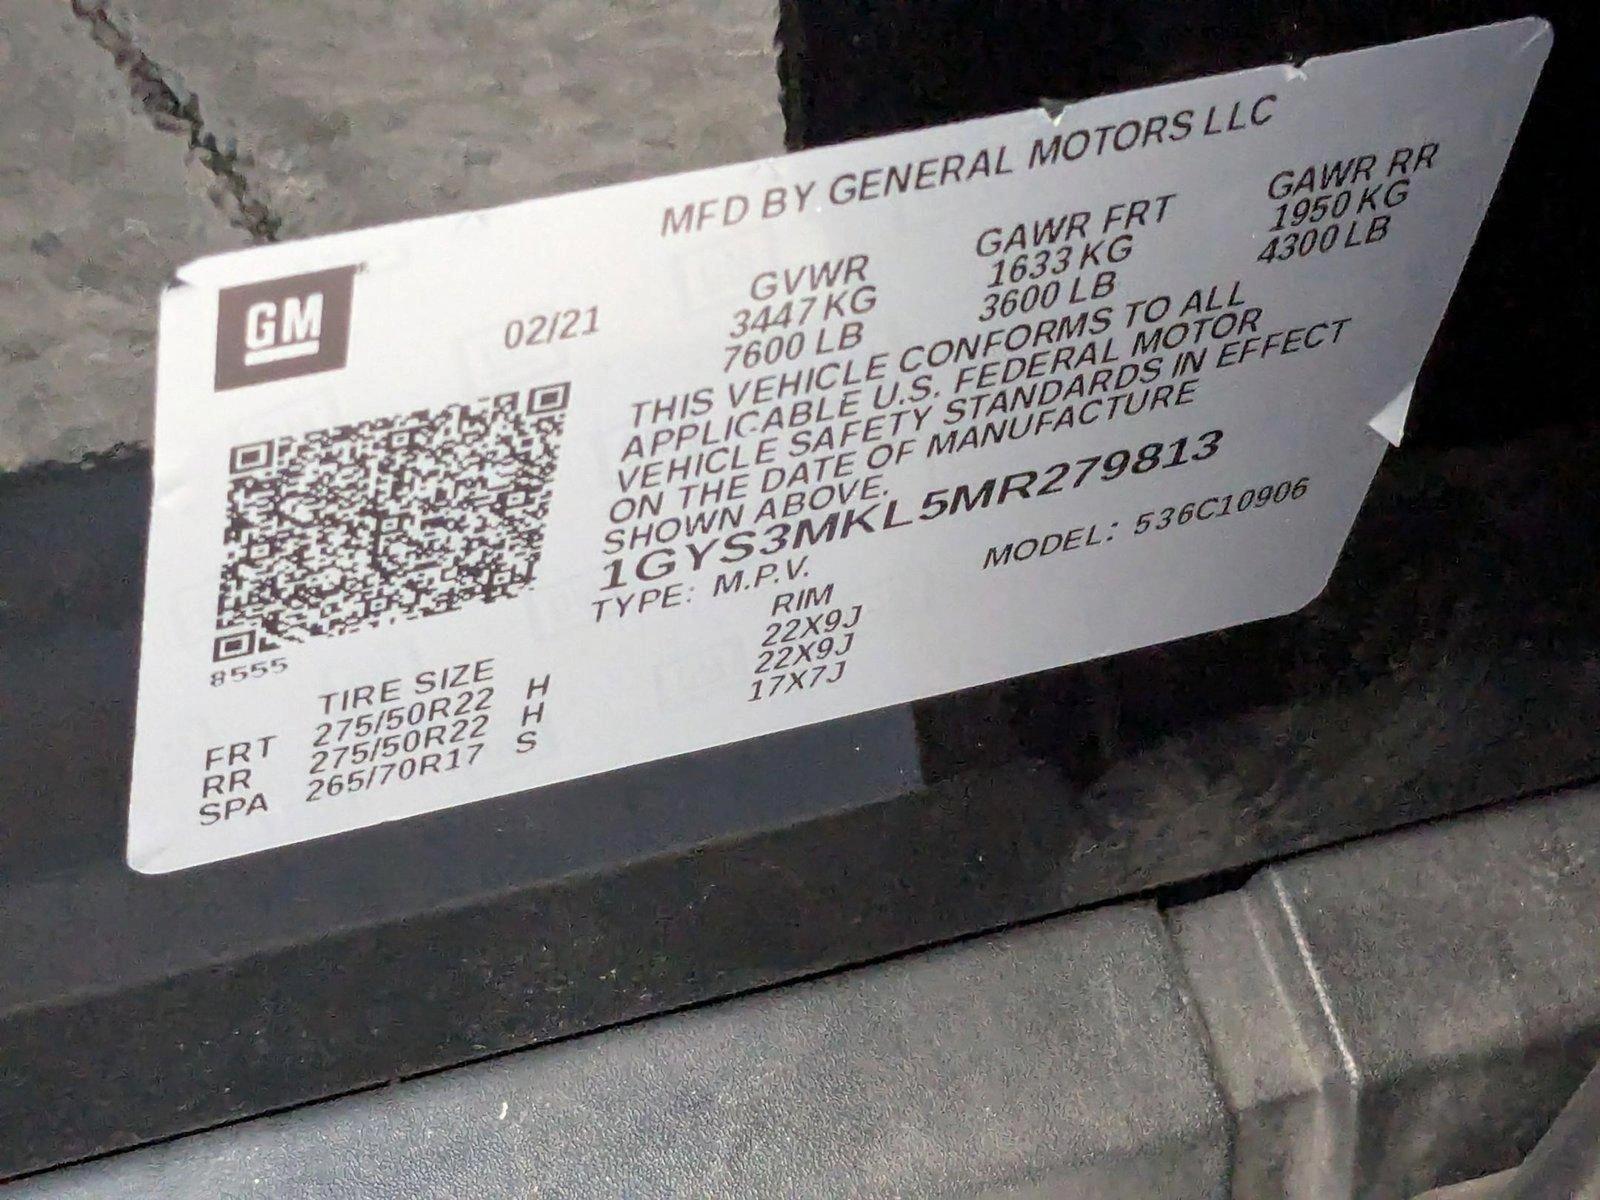 MFD BY GENERAL MOTORS LLC
GM
02/21
GVWR
3447 KG
7600 LB
GAWR FRT
1633 KG
3600 LB
GAWR RR
1950 KG
4300 LB
THIS VEHICLE CONFORMS TO ALL
APPLICABLE U.S. FEDERAL MOTOR
VEHICLE SAFETY STANDARDS IN EFFECT
ON THE DATE OF MANUFACTURE
SHOWN ABOVE.
1GYS3MKL5MR279813
TYPE: M.P.V.
MODEL: 536C10906
8555
TIRE SIZE RIM
FRT 275/50R22 H 22X9J
RR 275/50R22 H 22X9J
SPA 265/70R17 S 17X7J